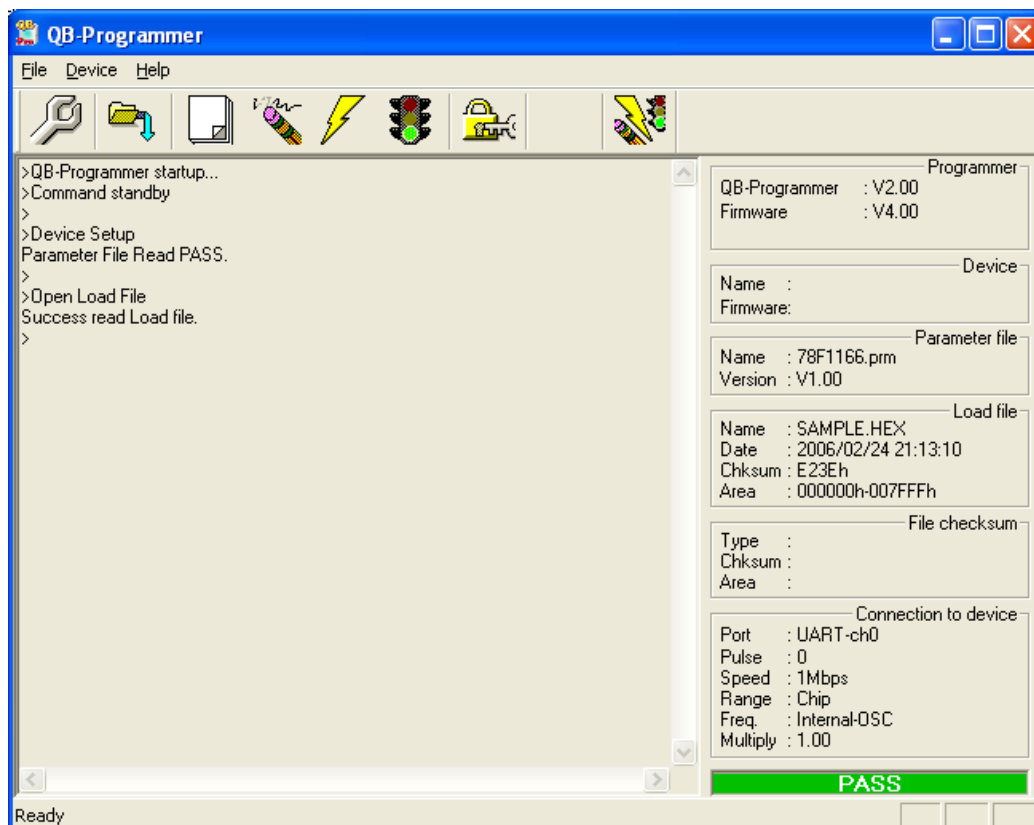 QB-Programmer
File Device Help
>QB-Programmer startup...
>Command standby
>
>Device Setup
Parameter File Read PASS.
>
>Open Load File
Success read Load file.
>
Programmer
QB-Programmer : V2.00
Firmware : V4.00
Device
Name :
Firmware:
Parameter file
Name : 78F1166.prm
Version : V1.00
Load file
Name : SAMPLE.HEX
Date : 2006/02/24 21:13:10
Chksum : E23Eh
Area : 000000h-007FFFh
File checksum
Type :
Chksum :
Area :
Connection to device
Port : UART-ch0
Pulse : 0
Speed : 1Mbps
Range : Chip
Freq. : Internal-OSC
Multiply : 1.00
PASS
Ready